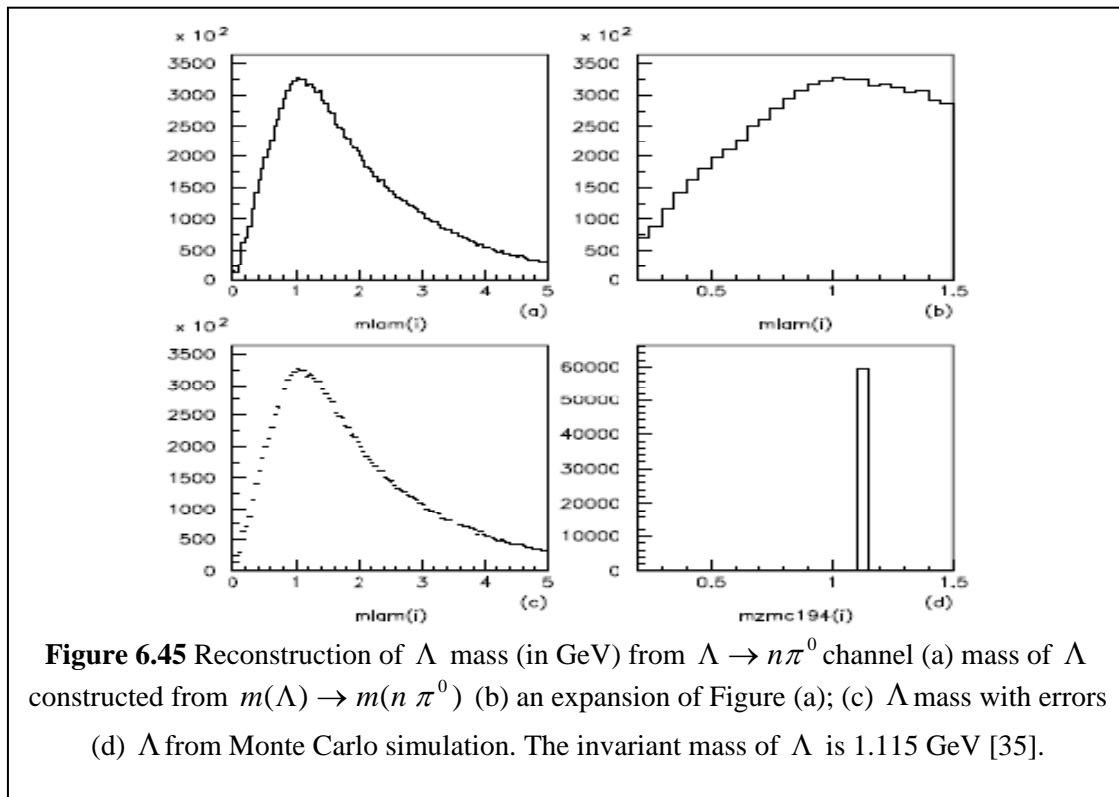 × 10²
3500
3000
2500
2000
1500
1000
500
0
0 1 2 3 4 5
(a)
mlam(i)
× 10²
3500
3000
2500
2000
1500
1000
500
0
0.5 1 1.5
(b)
mlam(i)
× 10²
3500
3000
2500
2000
1500
1000
500
0
0 1 2 3 4 5
(c)
mlam(i)
60000
50000
40000
30000
20000
10000
0
0.5 1 1.5
(d)
mzmc194(i)
Figure 6.45 Reconstruction of Λ mass (in GeV) from Λ → nπ⁰ channel (a) mass of Λ
constructed from m(Λ) → m(n π⁰) (b) an expansion of Figure (a); (c) Λ mass with errors
(d) Λ from Monte Carlo simulation. The invariant mass of Λ is 1.115 GeV [35].